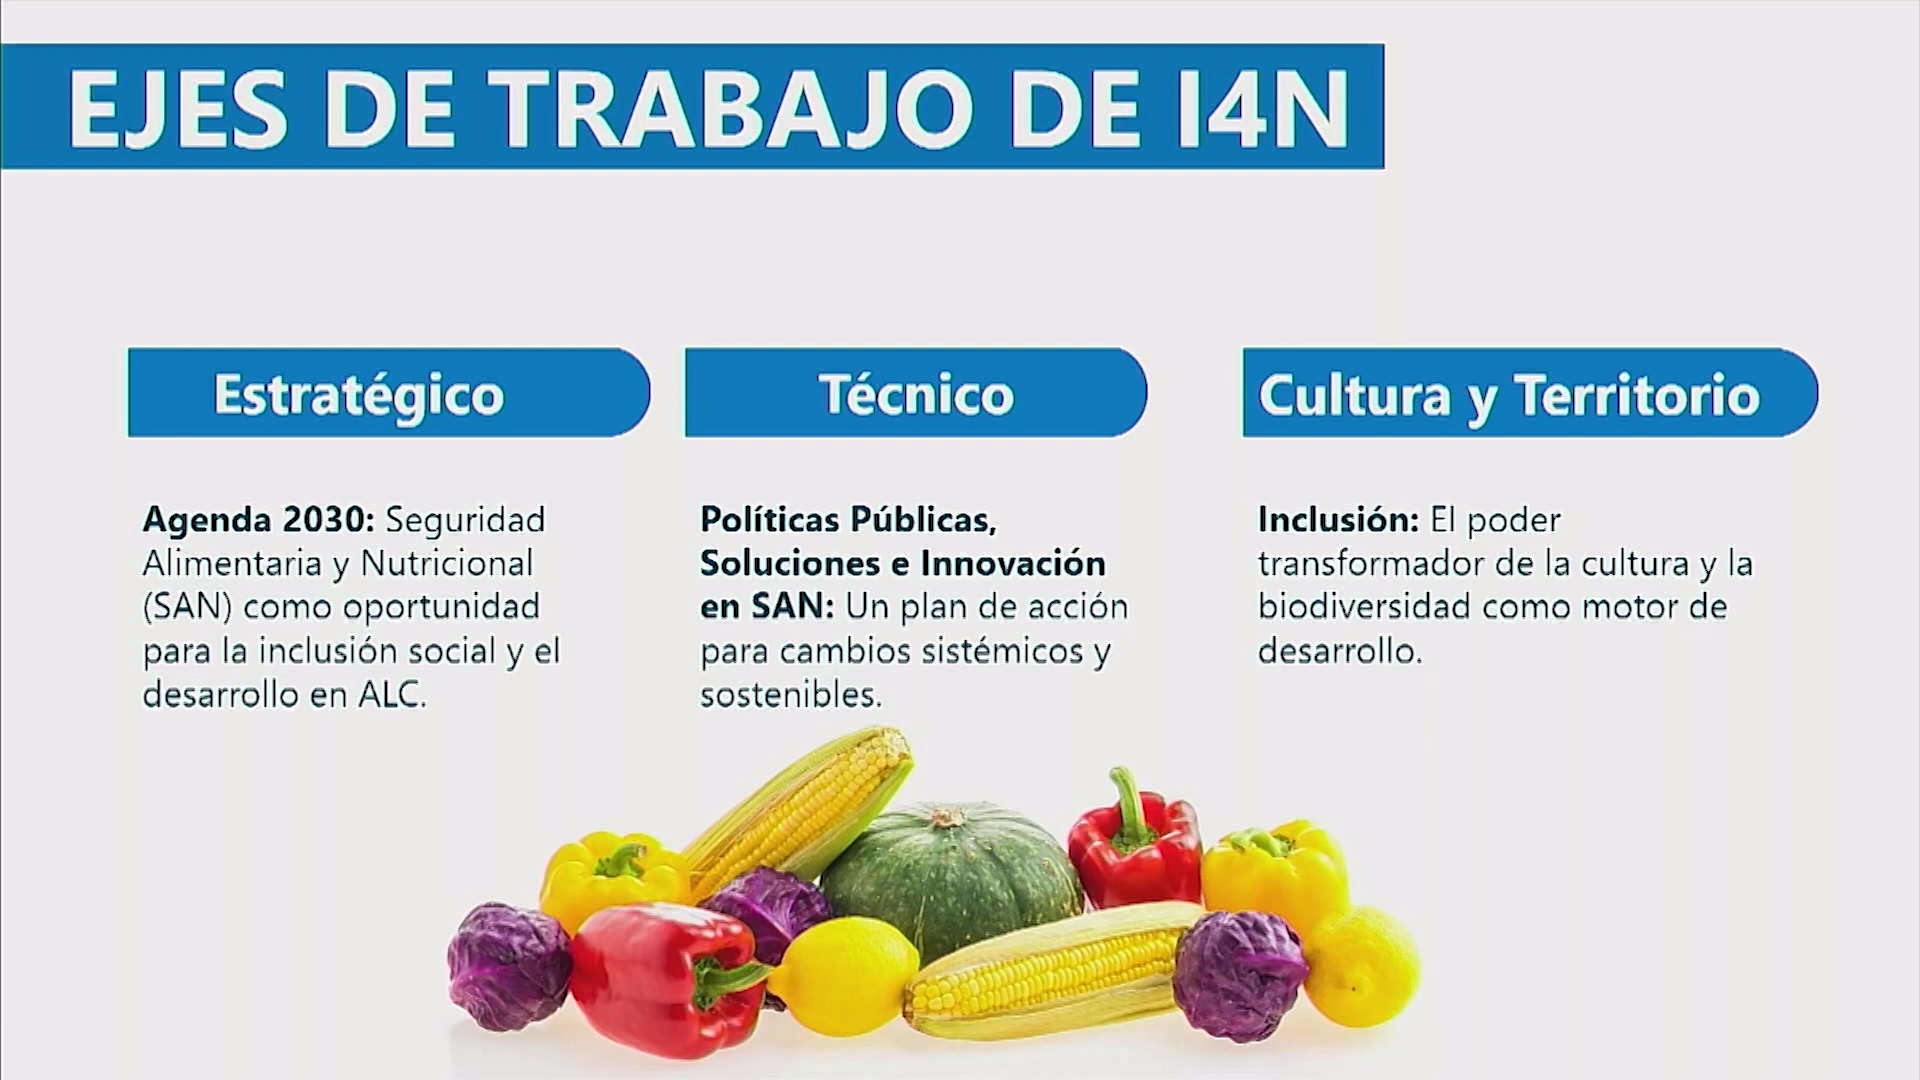 EJES DE TRABAJO DE I4N
Estratégico
Agenda 2030: Seguridad
Alimentaria y Nutricional
(SAN) como oportunidad
para la inclusión social y el
desarrollo en ALC.
Técnico
Políticas Públicas,
Soluciones e Innovación
en SAN: Un plan de acción
para cambios sistémicos y
sostenibles.
Cultura y Territorio
Inclusión: El poder
transformador de la cultura y la
biodiversidad como motor de
desarrollo.